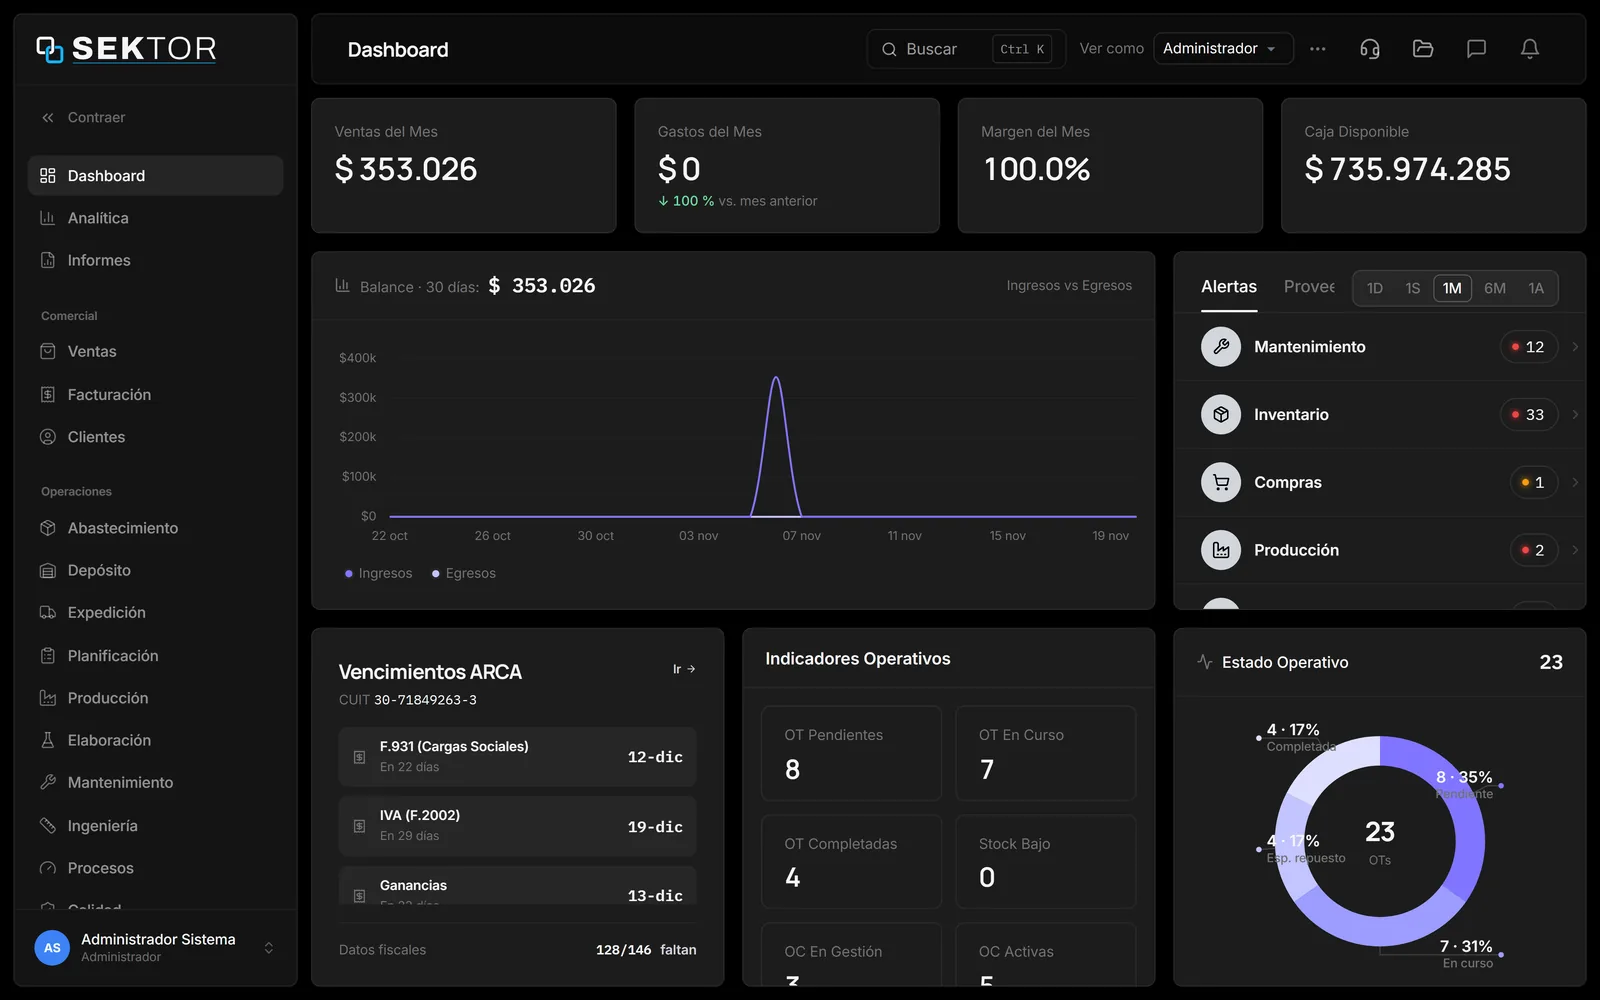 SEKTOR
Contraer
Dashboard
Analítica
Informes
Comercial
Ventas
Facturación
Clientes
Operaciones
Abastecimiento
Depósito
Expedición
Planificación
Producción
Elaboración
Mantenimiento
Ingeniería
Procesos
Calidad
AS
Administrador Sistema
Administrador
Dashboard
Buscar
Ctrl K
Ver como
Administrador
Ventas del Mes
$ 353.026
Gastos del Mes
$ 0
↓ 100 % vs. mes anterior
Margen del Mes
100.0%
Caja Disponible
$ 735.974.285
Balance · 30 días: $ 353.026
Ingresos vs Egresos
$400k
$300k
$200k
$100k
$0
22 oct 26 oct 30 oct 03 nov 07 nov 11 nov 15 nov 19 nov
Ingresos Egresos
Alertas Provee 1D 1S 1M 6M 1A
Mantenimiento 12
Inventario 33
Compras 1
Producción 2
Vencimientos ARCA
Ir →
CUIT 30-71849263-3
F.931 (Cargas Sociales)
En 22 días
12-dic
IVA (F.2002)
En 29 días
19-dic
Ganancias
13-dic
Datos fiscales 128/146 faltan
Indicadores Operativos
OT Pendientes
8
OT En Curso
7
OT Completadas
4
Stock Bajo
0
OC En Gestión
3
OC Activas
5
Estado Operativo 23
4 · 17%
Completada
8 · 35%
Pendiente
4 · 17%
Esp. repuesto
23
OTs
7 · 31%
En curso